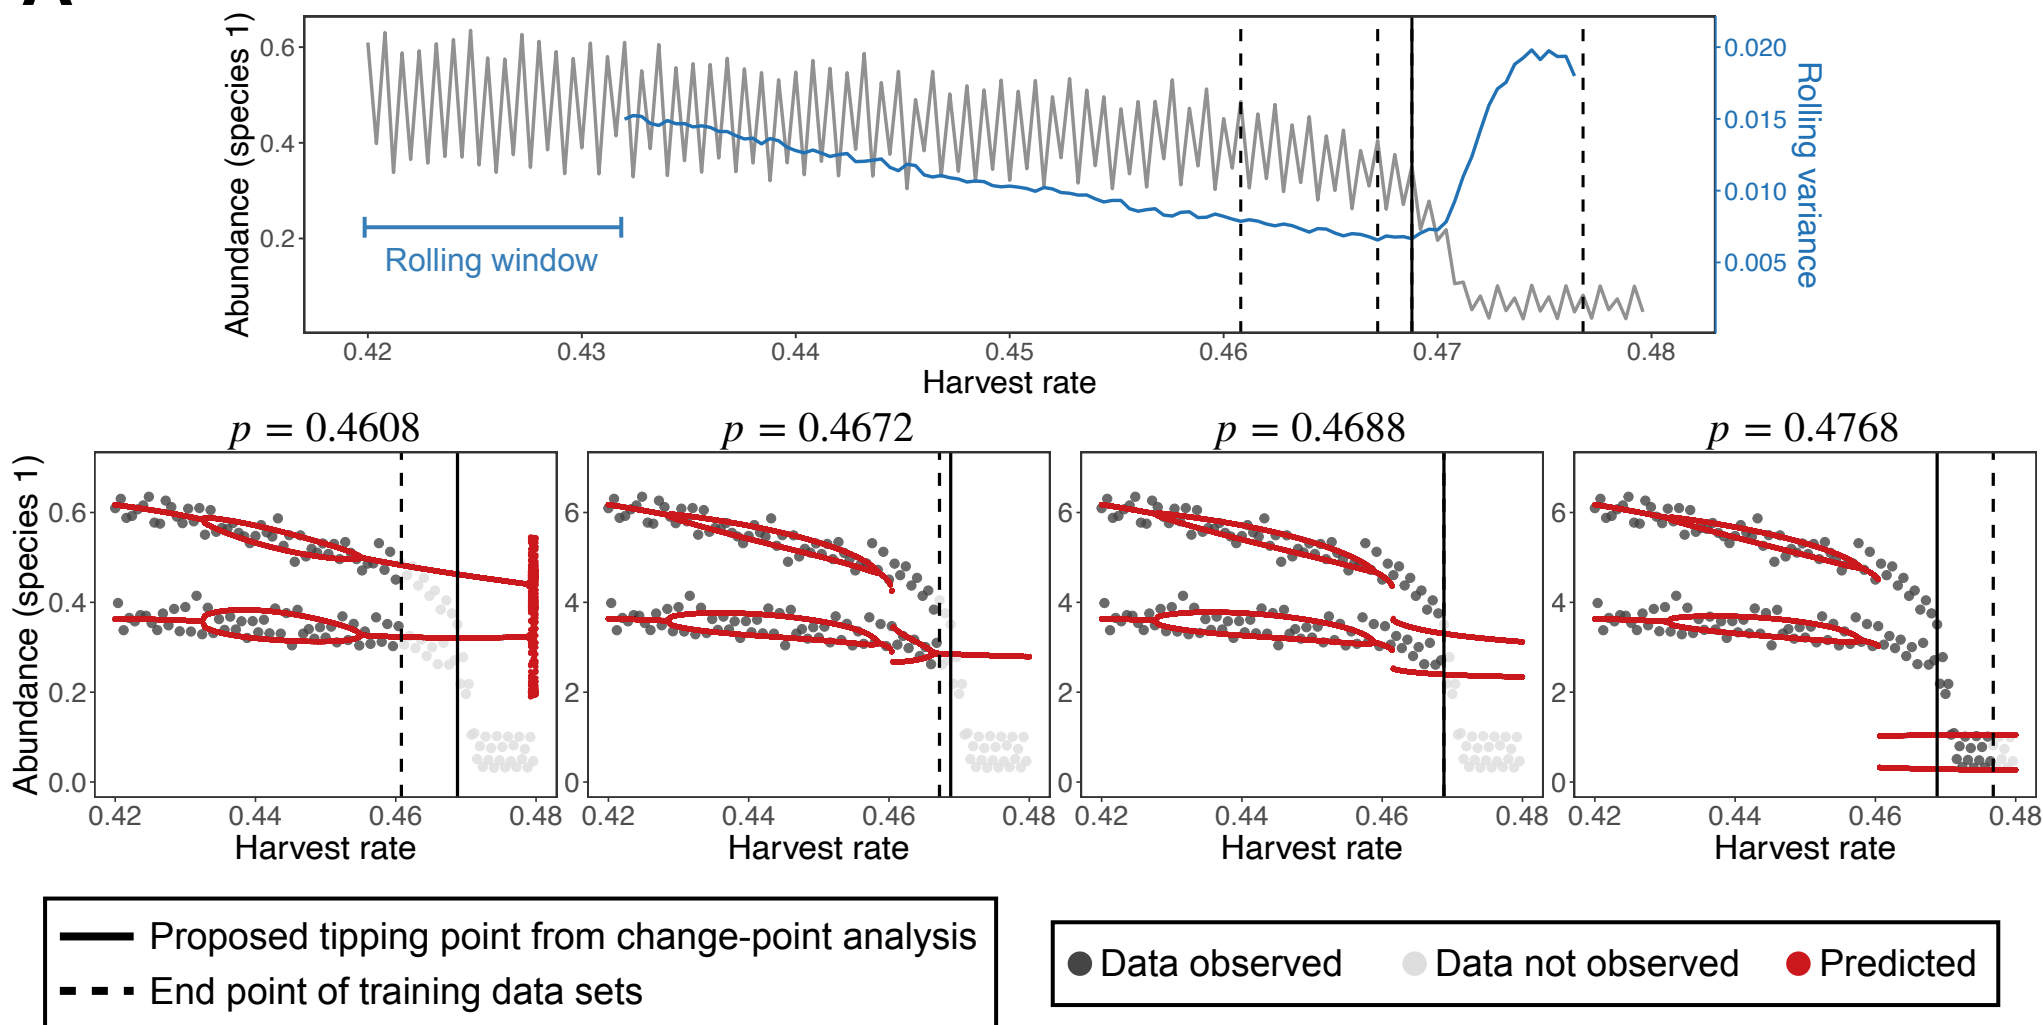 A
Abundance (species 1)
0.6
0.4
0.2
0.020
0.015
0.010
0.005
Rolling variance
Rolling window
0.42 0.43 0.44 0.45 0.46 0.47 0.48
Harvest rate
p = 0.4608 p = 0.4672 p = 0.4688 p = 0.4768
Abundance (species 1)
0.6 6 6 6
0.4 4 4 4
0.2 2 2 2
0.0 0 0 0
0.42 0.44 0.46 0.48 0.42 0.44 0.46 0.48 0.42 0.44 0.46 0.48 0.42 0.44 0.46 0.48
Harvest rate Harvest rate Harvest rate Harvest rate
Proposed tipping point from change-point analysis
End point of training data sets
Data observed Data not observed Predicted